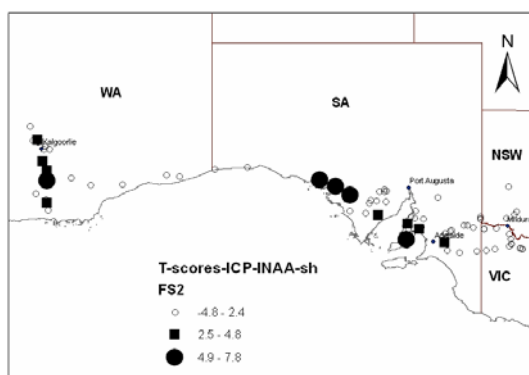 WA
SA
N
Kalgoorlie
NSW
Port Augusta
Mildura
Adelaide
VIC
T-scores-ICP-INAA-sh
FS2
-4.8 - 2.4
2.5 - 4.8
4.9 - 7.8